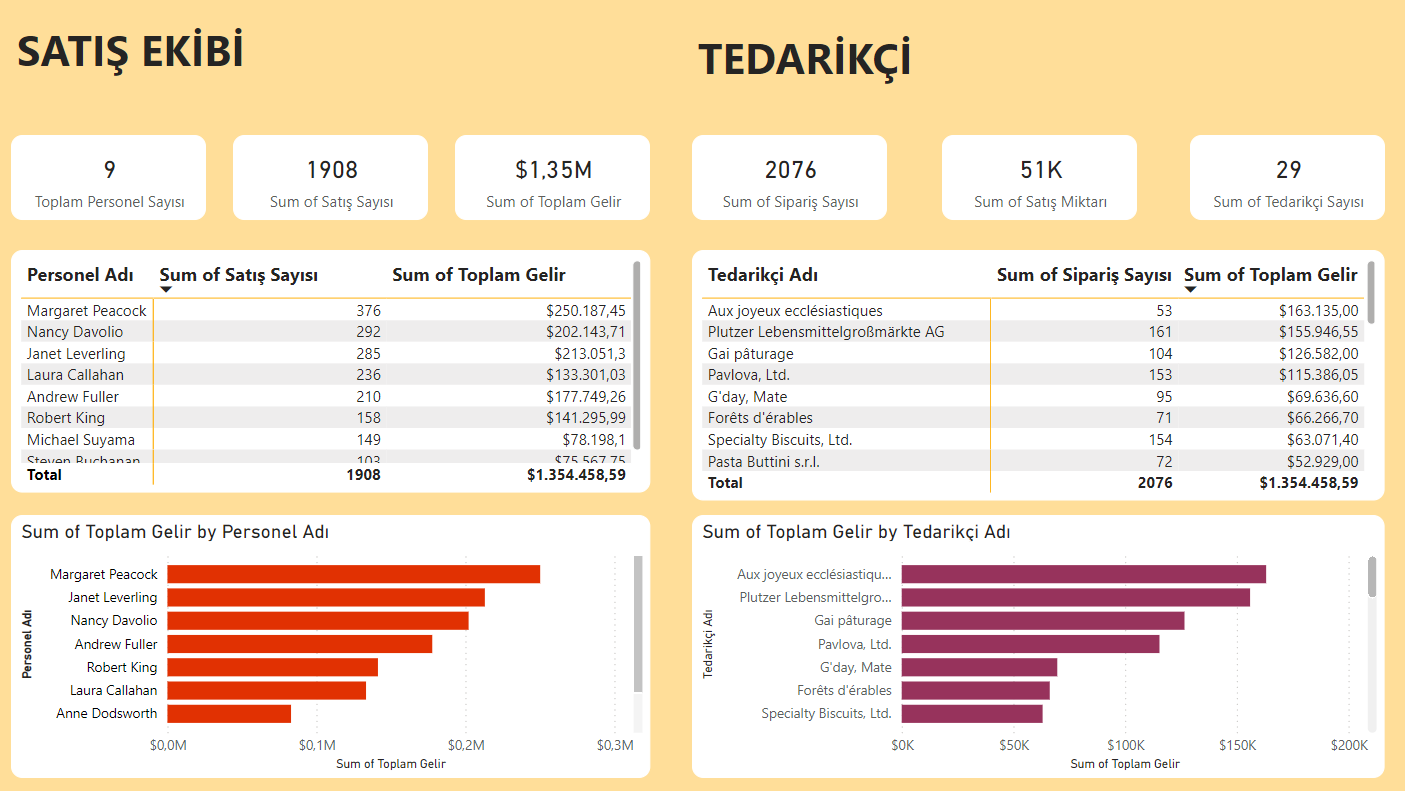 SATIŞ EKİBİ
9
Toplam Personel Sayısı
1908
Sum of Satış Sayısı
$1,35M
Sum of Toplam Gelir
Personel Adı Sum of Satış Sayısı Sum of Toplam Gelir
Margaret Peacock 376 $250.187,45
Nancy Davolio 292 $202.143,71
Janet Leverling 285 $213.051,3
Laura Callahan 236 $133.301,03
Andrew Fuller 210 $177.749,26
Robert King 158 $141.295,99
Michael Suyama 149 $78.198,1
Steven Buchanan 103 $75.567,75
Total 1908 $1.354.458,59
Sum of Toplam Gelir by Personel Adı
Personel Adı
Margaret Peacock
Janet Leverling
Nancy Davolio
Andrew Fuller
Robert King
Laura Callahan
Anne Dodsworth
$0,0M $0,1M $0,2M $0,3M
Sum of Toplam Gelir
TEDARİKÇİ
2076
Sum of Sipariş Sayısı
51K
Sum of Satış Miktarı
29
Sum of Tedarikçi Sayısı
Tedarikçi Adı Sum of Sipariş Sayısı Sum of Toplam Gelir
Aux joyeux ecclésiastiques 53 $163.135,00
Plutzer Lebensmittelgroßmärkte AG 161 $155.946,55
Gai pâturage 104 $126.582,00
Pavlova, Ltd. 153 $115.386,05
G'day, Mate 95 $69.636,60
Forêts d'érables 71 $66.266,70
Specialty Biscuits, Ltd. 154 $63.071,40
Pasta Buttini s.r.l. 72 $52.929,00
Total 2076 $1.354.458,59
Sum of Toplam Gelir by Tedarikçi Adı
Tedarikçi Adı
Aux joyeux ecclésiastiqu...
Plutzer Lebensmittelgro...
Gai pâturage
Pavlova, Ltd.
G'day, Mate
Forêts d'érables
Specialty Biscuits, Ltd.
$0K $50K $100K $150K $200K
Sum of Toplam Gelir